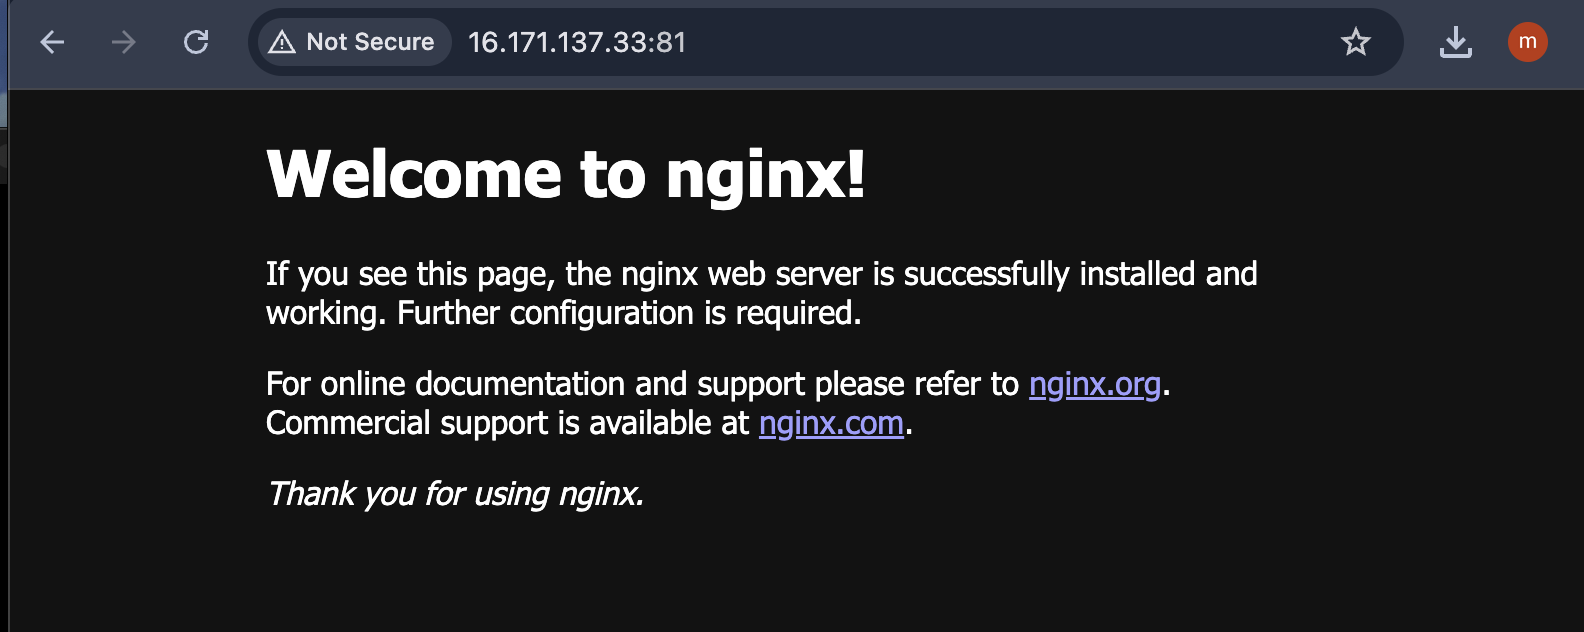 Not Secure 16.171.137.33:81
m
Welcome to nginx!
If you see this page, the nginx web server is successfully installed and
working. Further configuration is required.
For online documentation and support please refer to nginx.org.
Commercial support is available at nginx.com.
Thank you for using nginx.